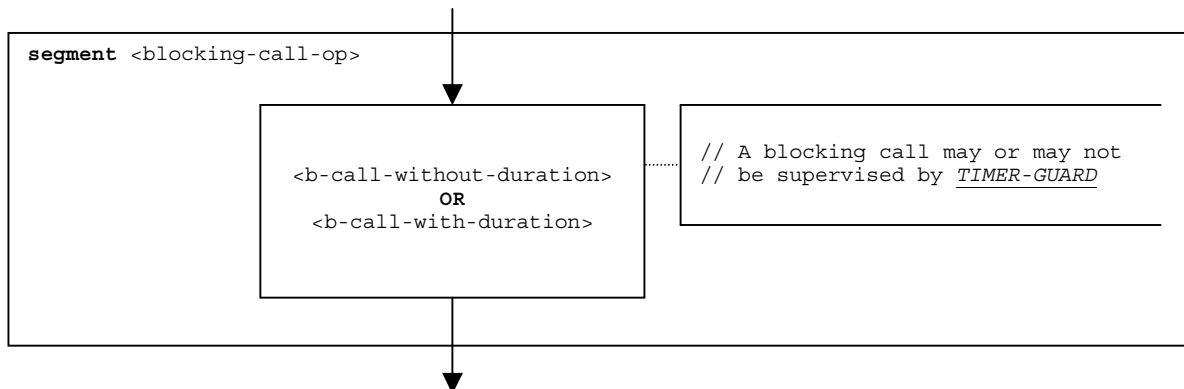 segment <blocking-call-op>
<b-call-without-duration>
OR
<b-call-with-duration>
// A blocking call may or may not
// be supervised by TIMER-GUARD